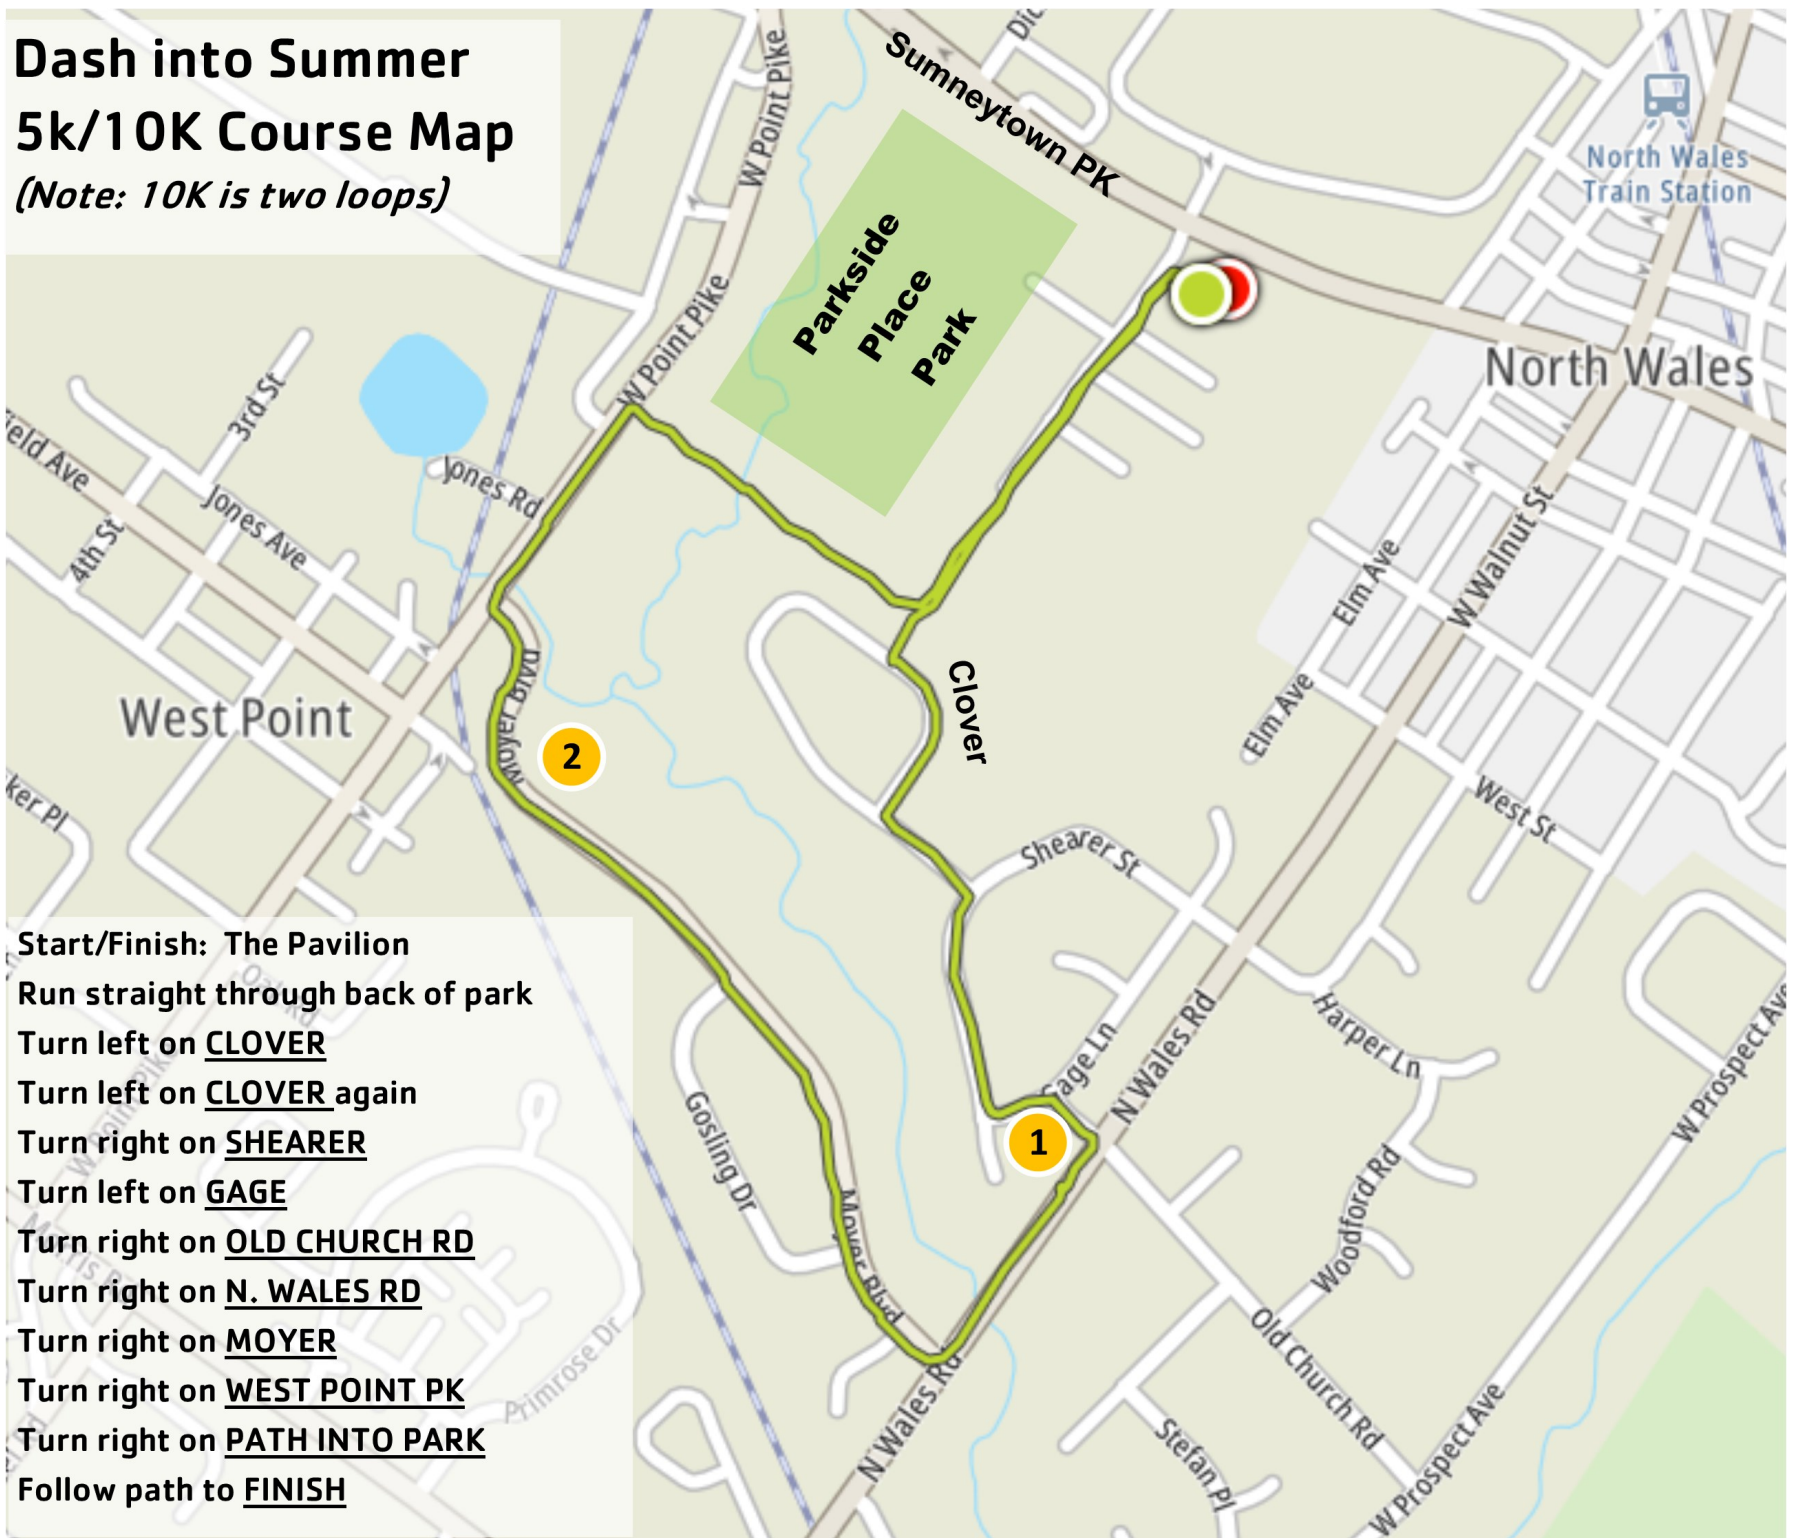 Dash into Summer
5k/10K Course Map
(Note: 10K is two loops)
W Point Pike
Sumneytown PK
North Wales
Train Station
Parkside
Place
Park
W Point Pike
North Wales
3rd St
Jones Rd
Jones Ave
4th St
W Walnut St
Elm Ave
Elm Ave
West Point
Moyer Blvd
2
Clover
West St
Shearer St
Start/Finish: The Pavilion
Run straight through back of park
Turn left on CLOVER
Turn left on CLOVER again
Turn right on SHEARER
Turn left on GAGE
Turn right on OLD CHURCH RD
Turn right on N. WALES RD
Turn right on MOYER
Turn right on WEST POINT PK
Turn right on PATH INTO PARK
Follow path to FINISH
W Point Pike
Primrose Dr
Gosling Dr
Moyer Blvd
Gage Ln
1
N Wales Rd
Harper Ln
W Prospect Ave
Woodford Rd
Old Church Rd
N Wales Rd
Stefan Pl
W Prospect Ave